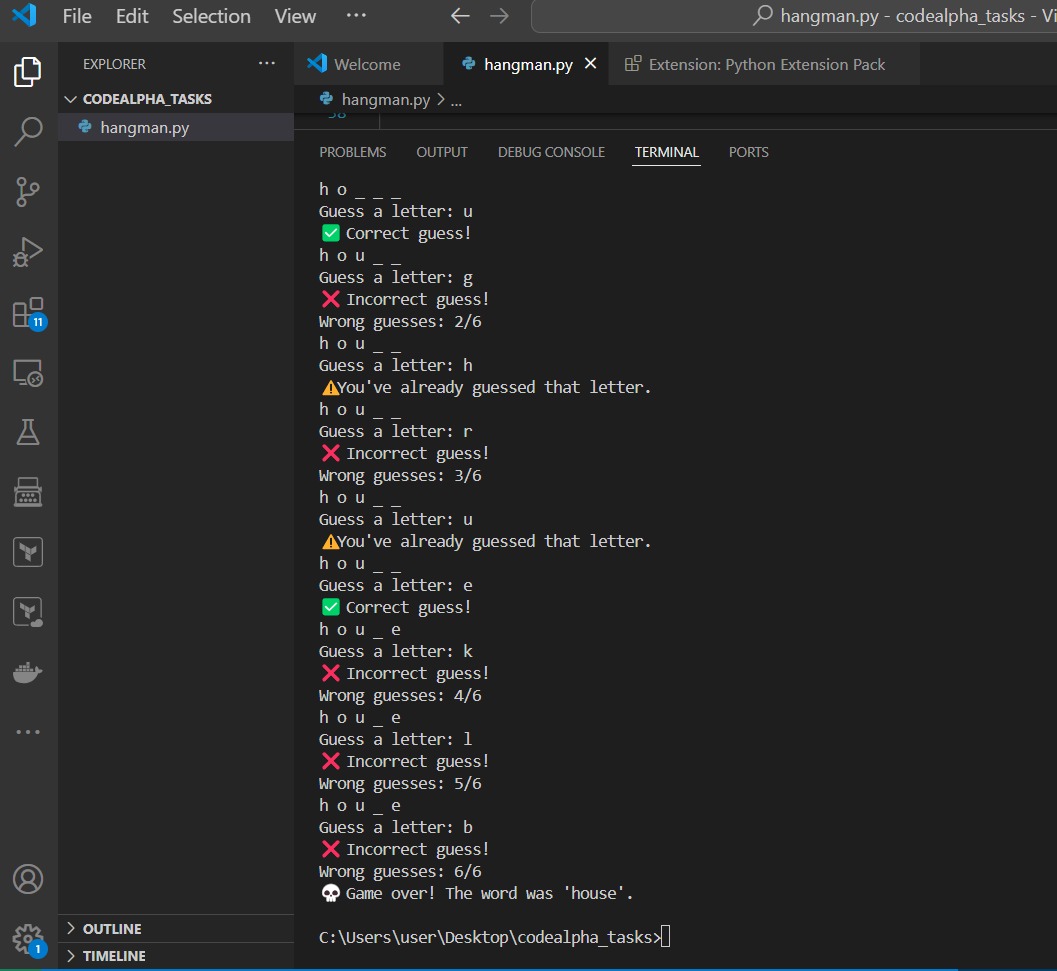 File Edit Selection View ··· ← → hangman.py - codealpha_tasks - Vi
EXPLORER ···
Welcome hangman.py × Extension: Python Extension Pack
CODEALPHA_TASKS
hangman.py > ...
hangman.py
38
PROBLEMS OUTPUT DEBUG CONSOLE TERMINAL PORTS
h o _ _ _
Guess a letter: u
✅ Correct guess!
h o u _ _
Guess a letter: g
❌ Incorrect guess!
Wrong guesses: 2/6
h o u _ _
Guess a letter: h
⚠️You've already guessed that letter.
h o u _ _
Guess a letter: r
❌ Incorrect guess!
Wrong guesses: 3/6
h o u _ _
Guess a letter: u
⚠️You've already guessed that letter.
h o u _ _
Guess a letter: e
✅ Correct guess!
h o u _ e
Guess a letter: k
❌ Incorrect guess!
Wrong guesses: 4/6
h o u _ e
Guess a letter: l
❌ Incorrect guess!
Wrong guesses: 5/6
h o u _ e
Guess a letter: b
❌ Incorrect guess!
Wrong guesses: 6/6
💀 Game over! The word was 'house'.
C:\Users\user\Desktop\codealpha_tasks>
11
OUTLINE
1
TIMELINE